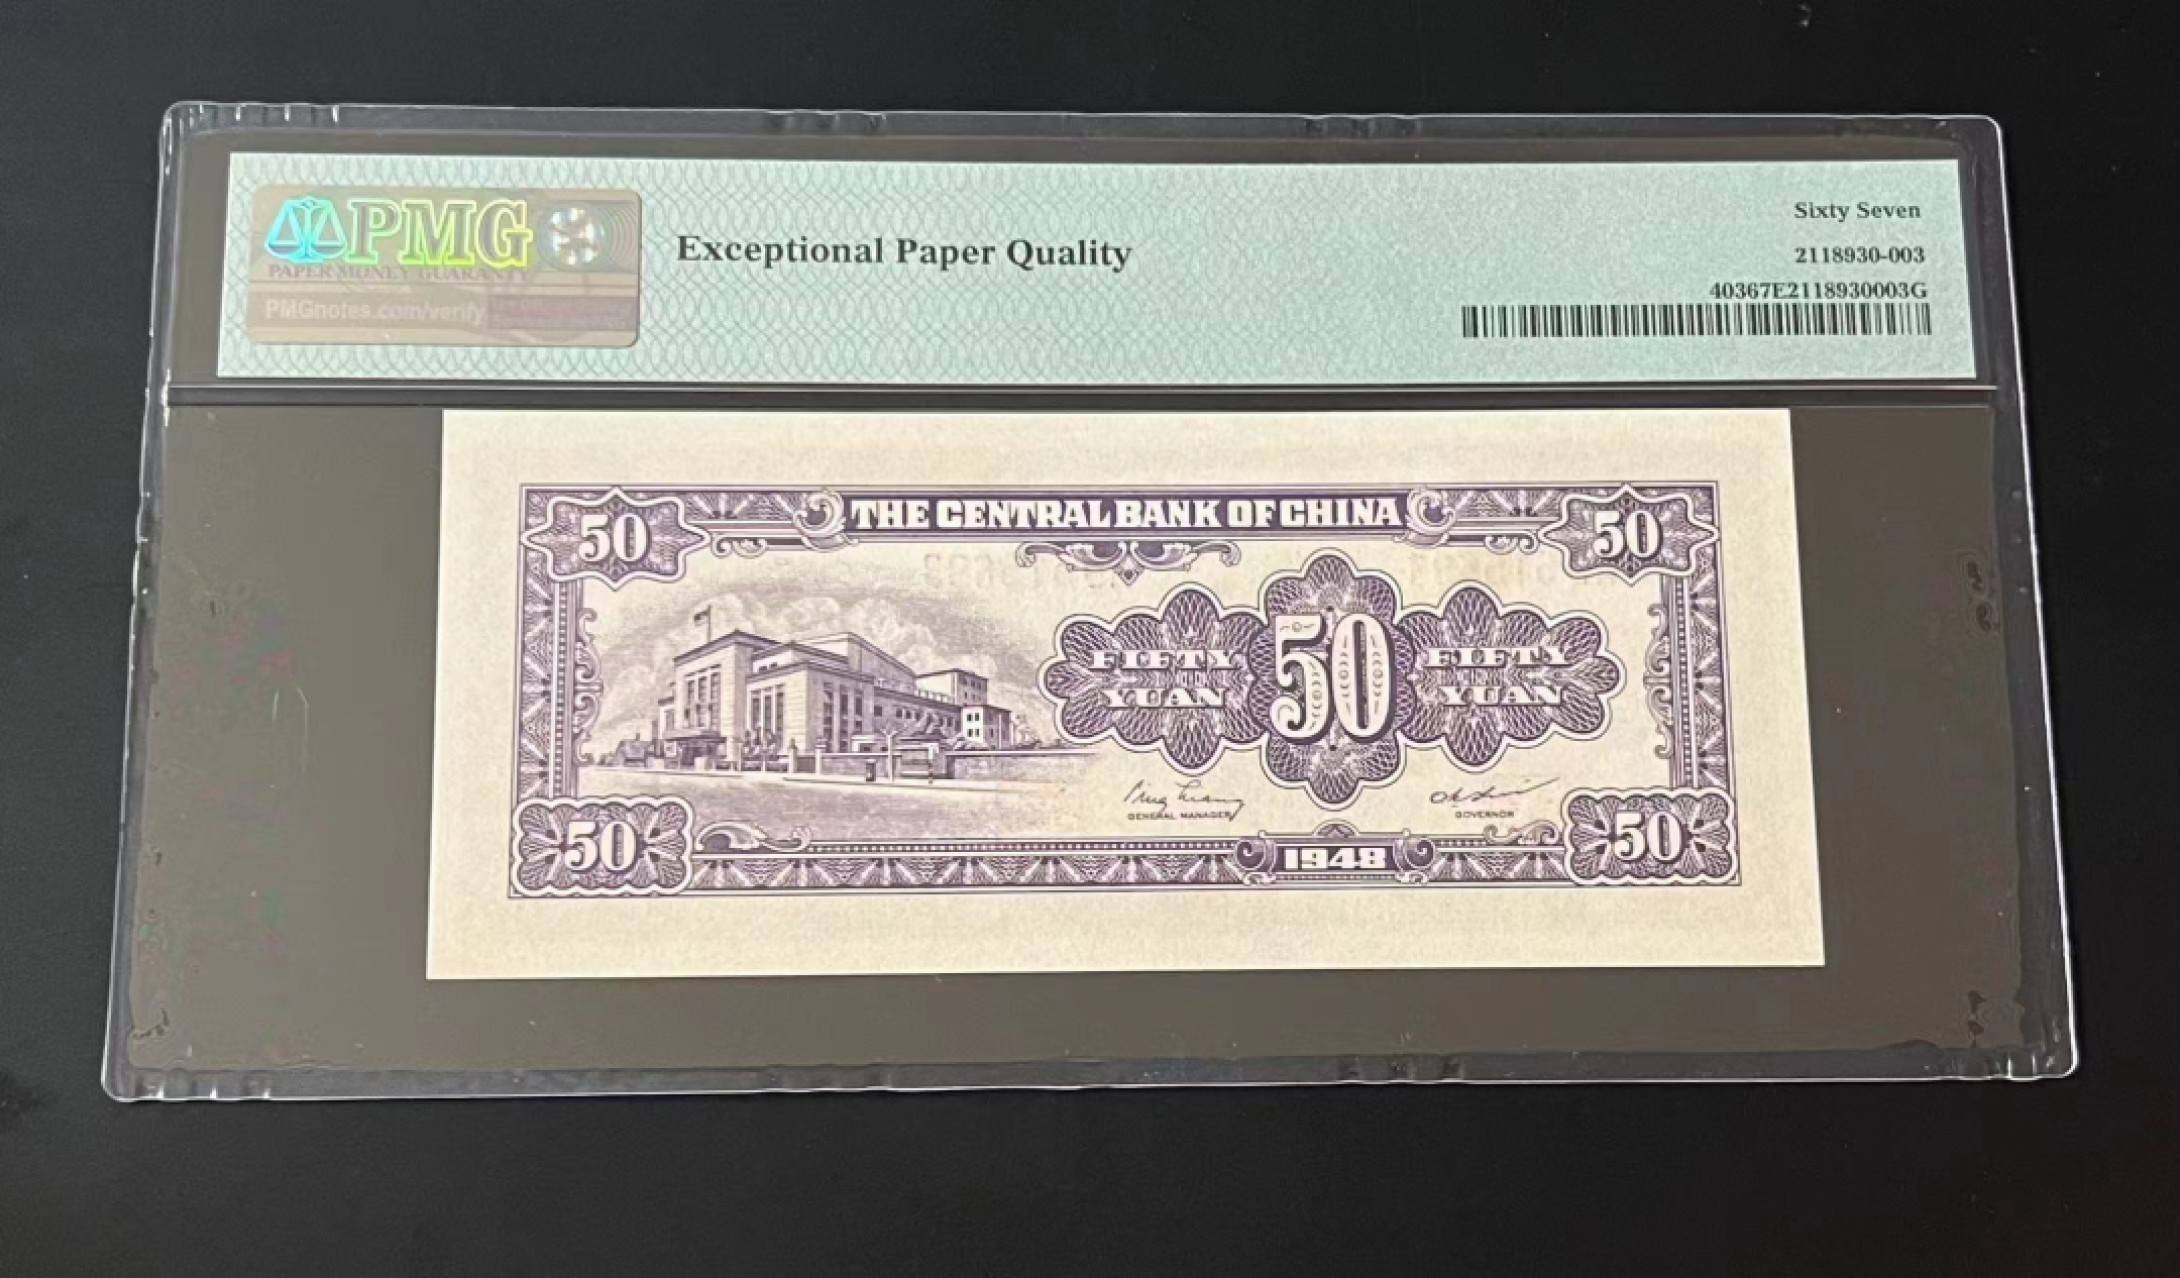 PMG
PAPER MONEY GUARANTY
PMGnotes.com/verify
Exceptional Paper Quality
Sixty Seven
2118930-003
40367E2118930003G
50
THE CENTRAL BANK OF CHINA
50
FIFTY YUAN
50
FIFTY YUAN
GENERAL MANAGER
GOVERNOR
50
1948
50